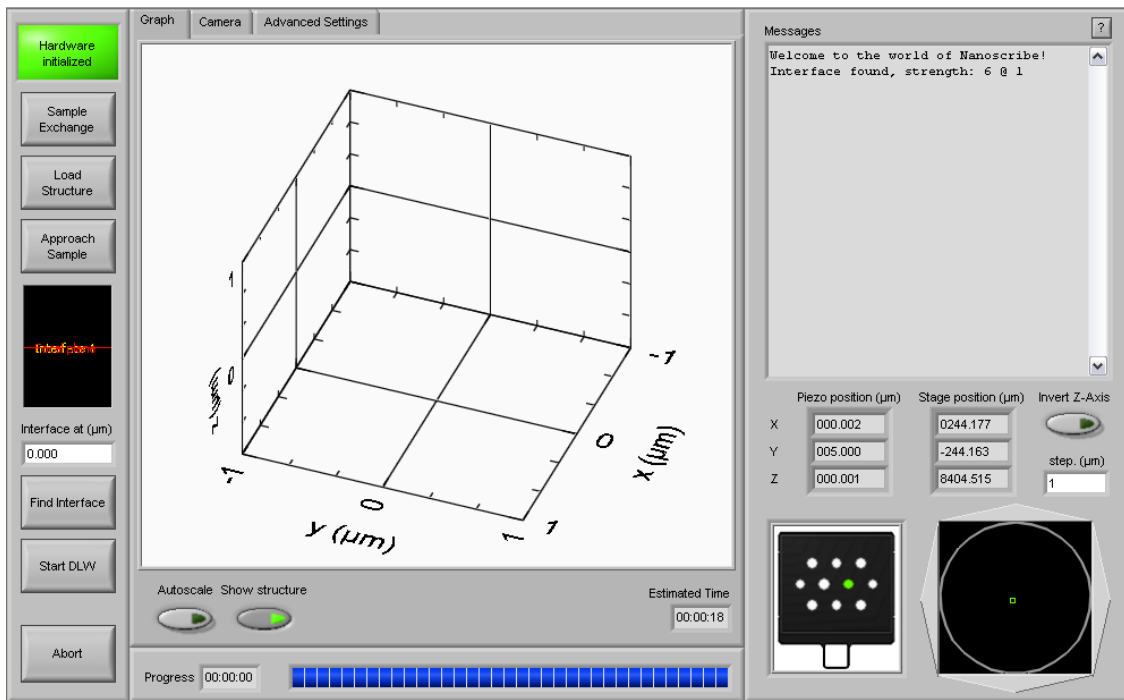 Hardware
initialized
Sample
Exchange
Load
Structure
Approach
Sample
Interface at (µm)
0.000
Find Interface
Start DLW
Abort
Graph
Camera
Advanced Settings
1
0
-1
0
1
y (µm)
-1
0
1
x (µm)
Autoscale
Show structure
Estimated Time
00:00:18
Progress
00:00:00
Messages
?
Welcome to the world of Nanoscribe!
Interface found, strength: 6 @ 1
Piezo position (µm)
Stage position (µm)
Invert Z-Axis
X
000.002
0244.177
Y
005.000
-244.163
step. (µm)
Z
000.001
8404.515
1